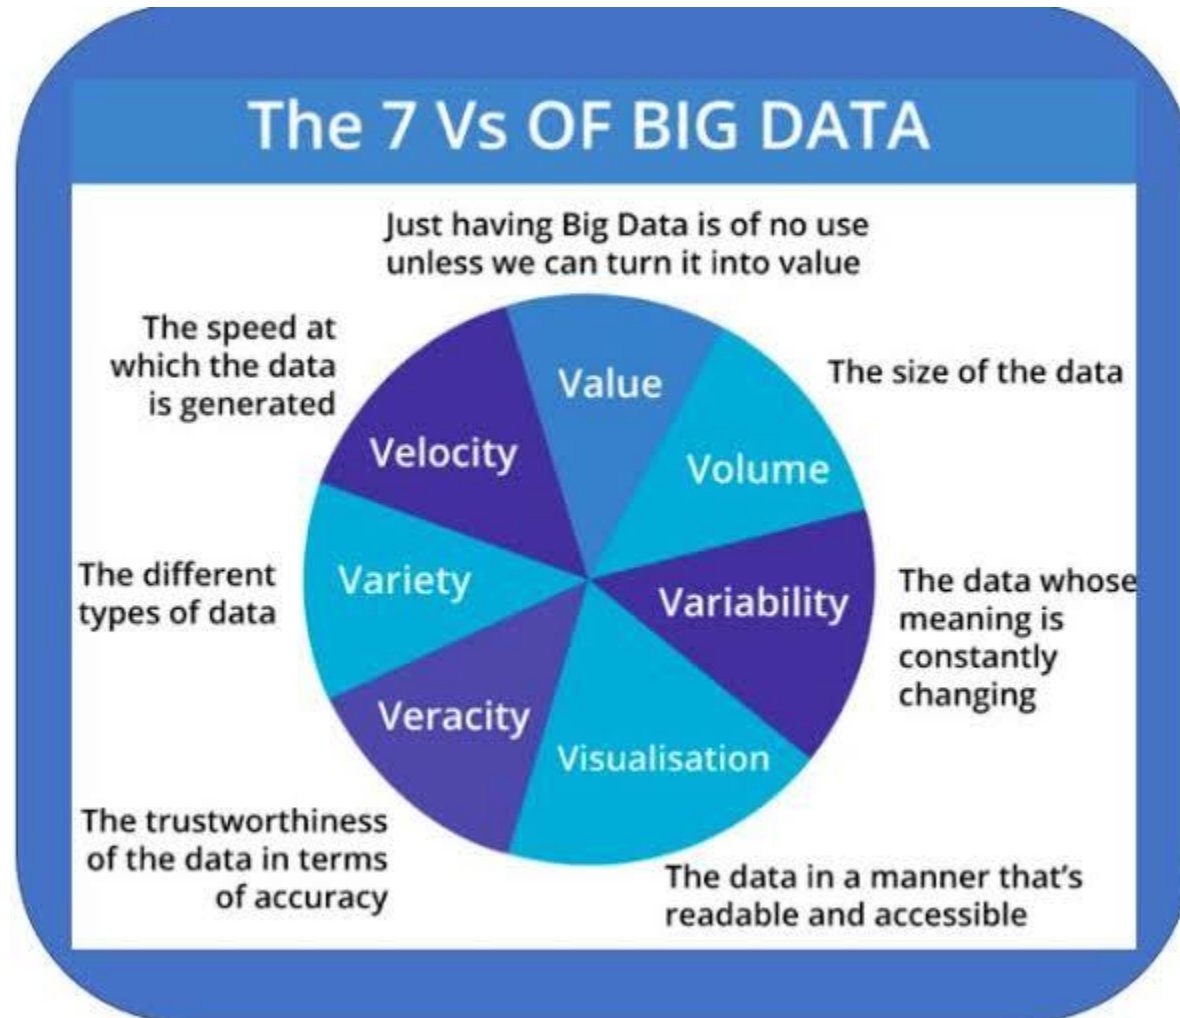 The 7 Vs OF BIG DATA
Just having Big Data is of no use
unless we can turn it into value
The speed at
which the data
is generated
The size of the data
Value
Velocity
Volume
The different
types of data
Variety
Variability
The data whose
meaning is
constantly
changing
Veracity
Visualisation
The trustworthiness
of the data in terms
of accuracy
The data in a manner that's
readable and accessible